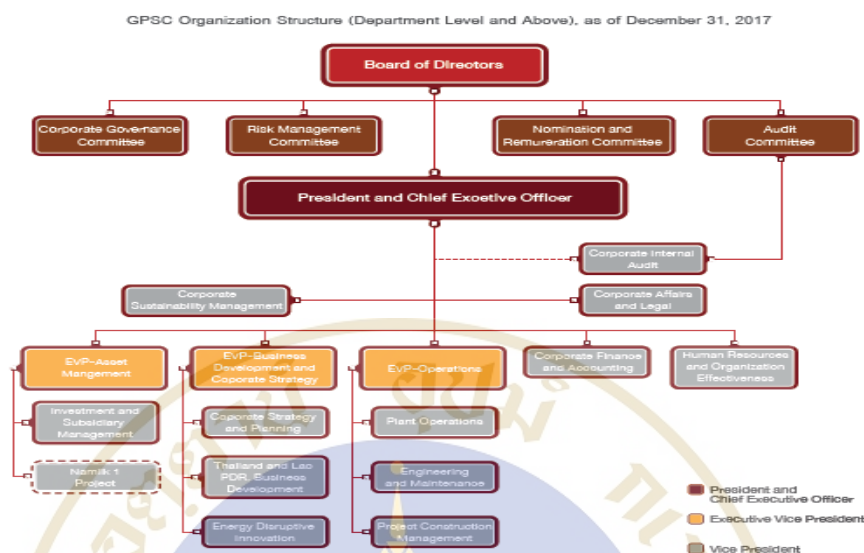 GPSC Organization Structure (Department Level and Above), as of December 31, 2017
Board of Directors
Corporate Governance
Committee
Risk Management
Committee
Nomination and
Remureration Committee
Audit
Committee
President and Chief Exoetive Officer
Corporate Internal
Audit
Corporate
Sustainability Management
Corporate Affairs
and Legal
EVP-Asset
Mangement
EVP-Business
Development and
Coporate Strategy
EVP-Operations
Corporate Finance
and Accounting
Human Resources
and Organization
Effectiveness
Investment and
Subsidiary
Management
Namlik 1
Project
Coporate Strategy
and Planning
Thailand and Lao
PDR. Business
Development
Energy Disruptive
Innovation
Plant Operations
Engineering
and Maintenance
Project Construction
Management
President and
Chief Executive Officer
Executive Vice President
Vice President